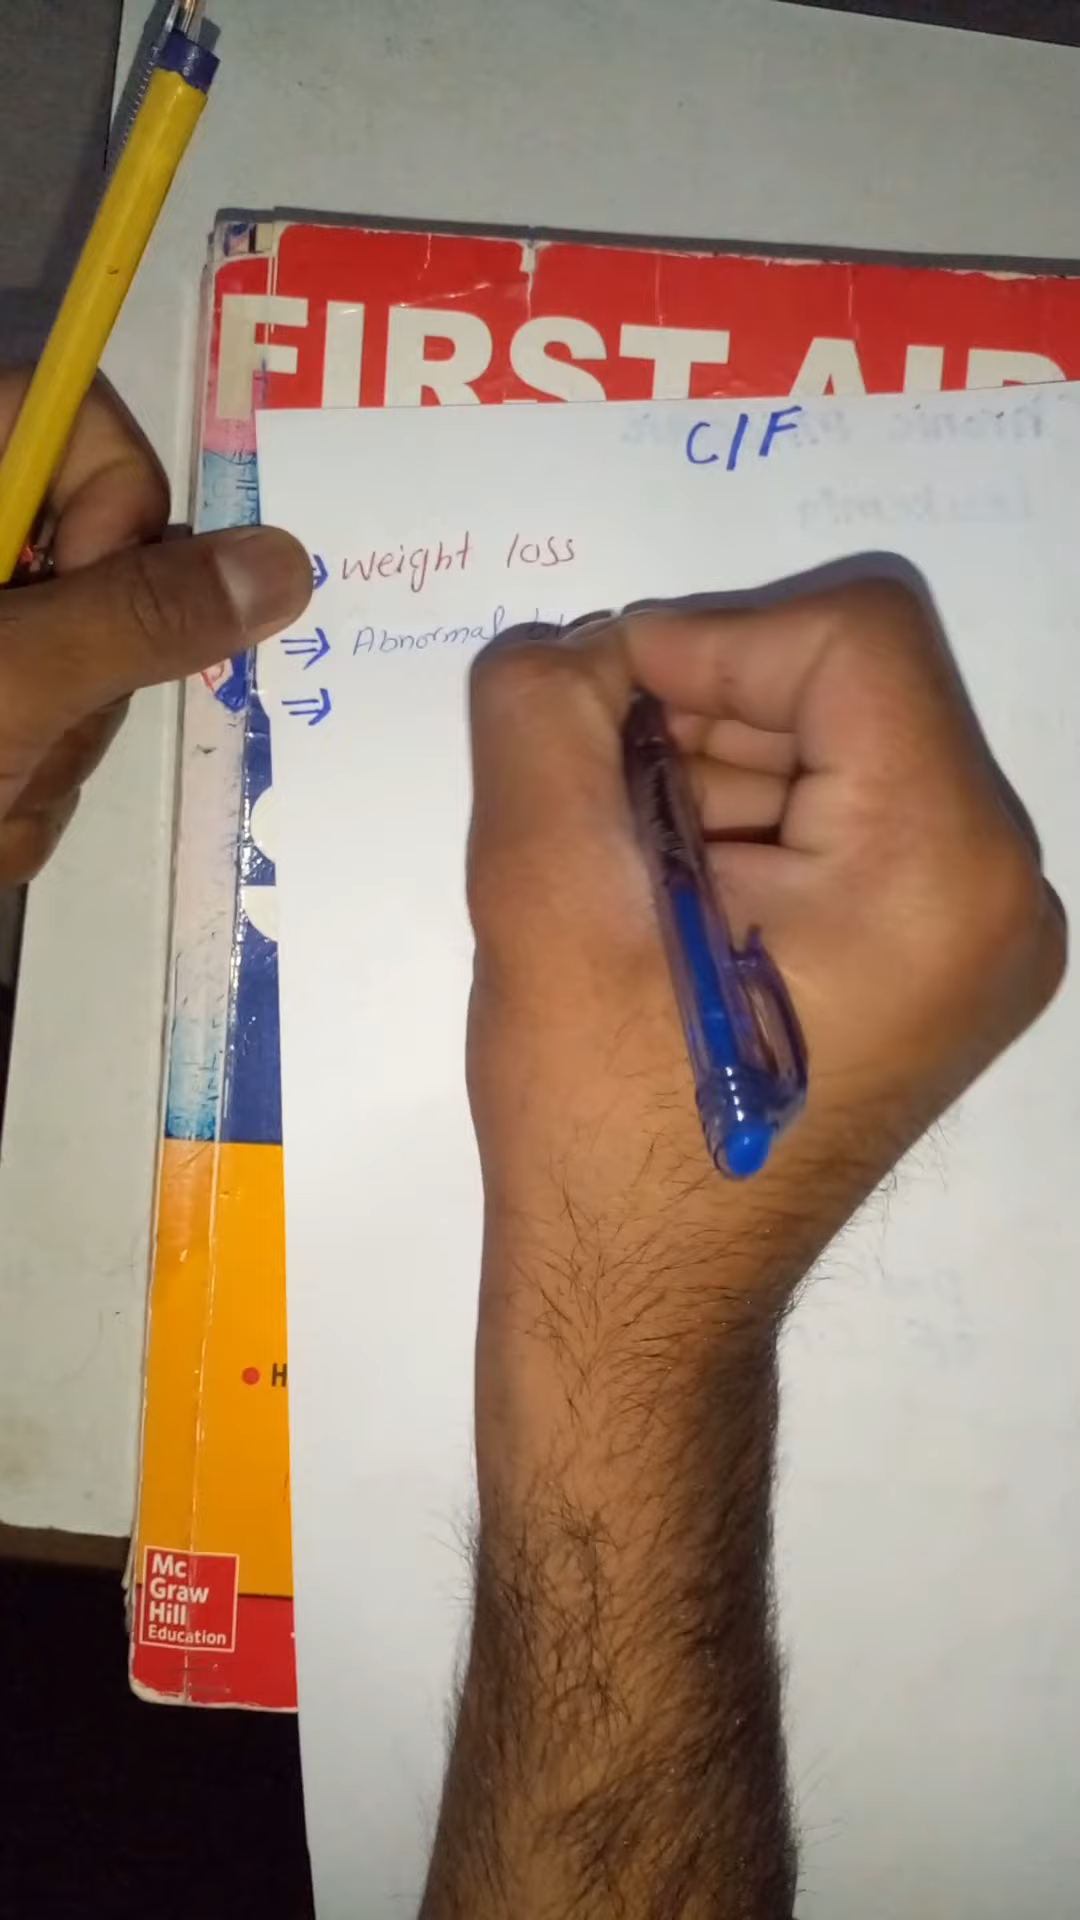 FIRST AID
C/F
⇒ Weight loss
⇒ Abnormal
⇒
Mc
Graw
Hill
Education